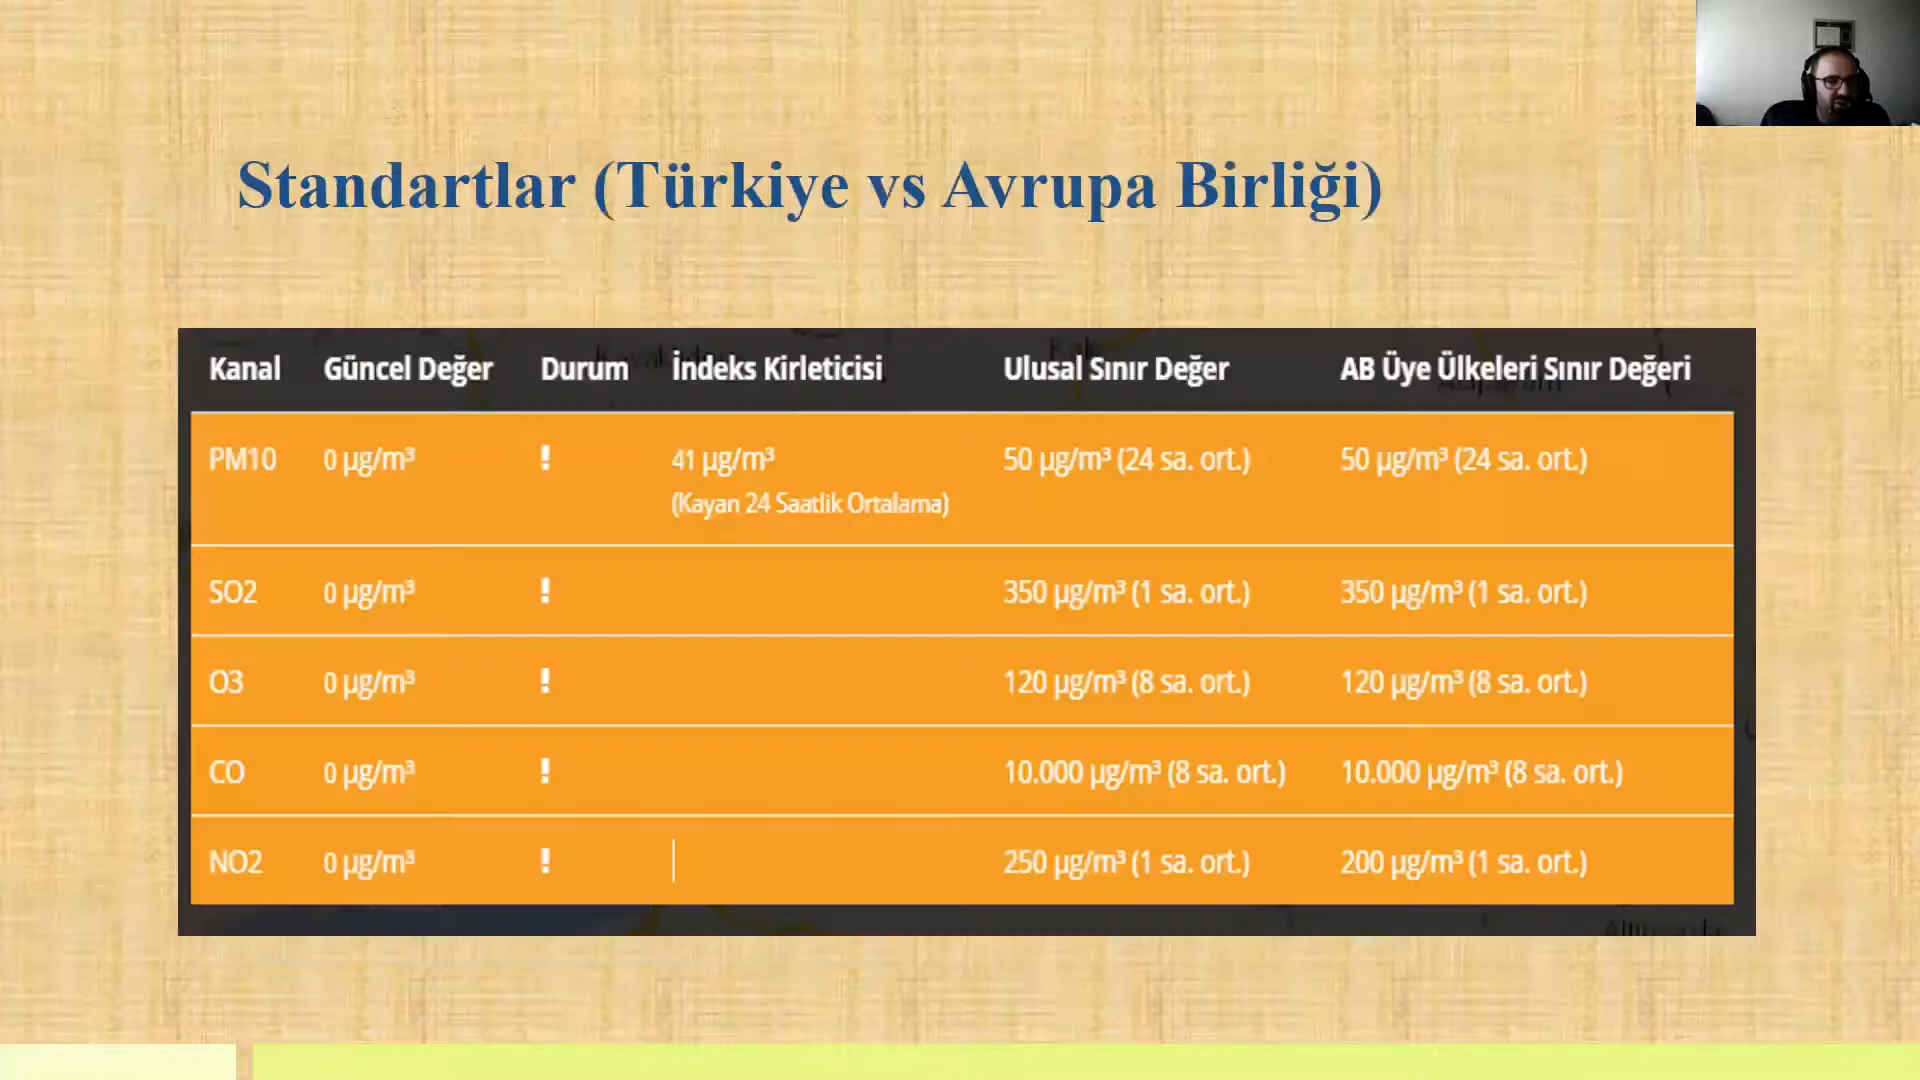 Standartlar (Türkiye vs Avrupa Birliği)
Kanal Güncel Değer Durum İndeks Kirleticisi Ulusal Sınır Değer AB Üye Ülkeleri Sınır Değeri
PM10 0 µg/m³ ! 41 µg/m³ 50 µg/m³ (24 sa. ort.) 50 µg/m³ (24 sa. ort.)
(Kayan 24 Saatlik Ortalama)
SO2 0 µg/m³ ! 350 µg/m³ (1 sa. ort.) 350 µg/m³ (1 sa. ort.)
O3 0 µg/m³ ! 120 µg/m³ (8 sa. ort.) 120 µg/m³ (8 sa. ort.)
CO 0 µg/m³ ! 10.000 µg/m³ (8 sa. ort.) 10.000 µg/m³ (8 sa. ort.)
NO2 0 µg/m³ ! 250 µg/m³ (1 sa. ort.) 200 µg/m³ (1 sa. ort.)